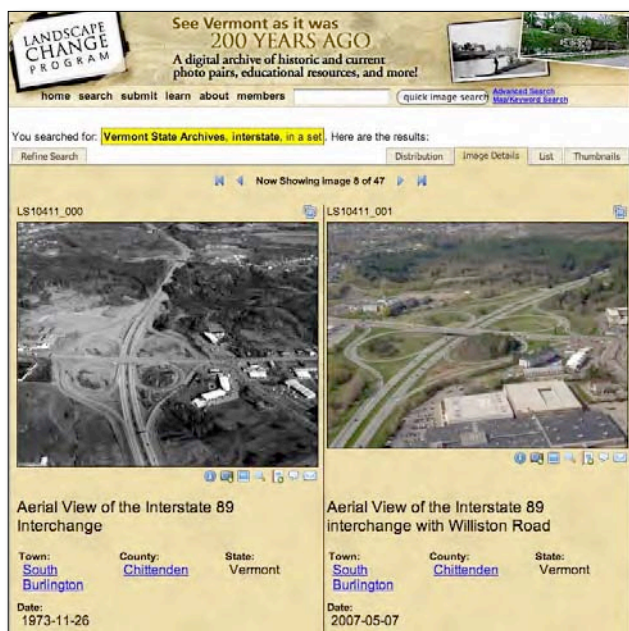 LANDSCAPE
CHANGE
PROGRAM
See Vermont as it was
200 YEARS AGO
A digital archive of historic and current
photo pairs, educational resources, and more!
home search submit learn about members
quick image search
Advanced Search
Map/Keyword Search
You searched for: Vermont State Archives, interstate, in a set. Here are the results:
Refine Search
Distribution Image Details List Thumbnails
Now Showing Image 8 of 47
LS10411_000
Aerial View of the Interstate 89
Interchange
Town: County: State:
South Chittenden Vermont
Burlington
Date:
1973-11-26
LS10411_001
Aerial View of the Interstate 89
interchange with Williston Road
Town: County: State:
South Chittenden Vermont
Burlington
Date:
2007-05-07